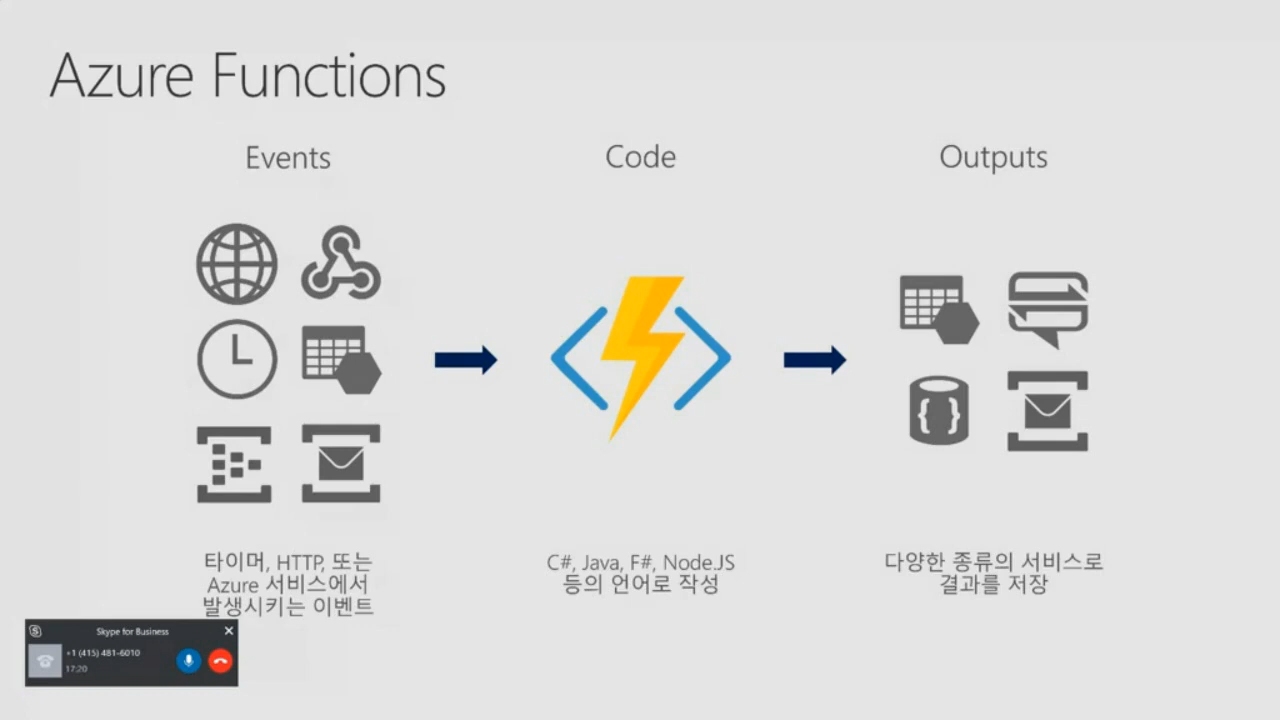 Azure Functions
Events
Code
Outputs
타이머, HTTP, 또는
Azure 서비스에서
발생시키는 이벤트
C#, Java, F#, Node.JS
등의 언어로 작성
다양한 종류의 서비스로
결과를 저장
Skype for Business
+1 (415) 481-6010
17:20